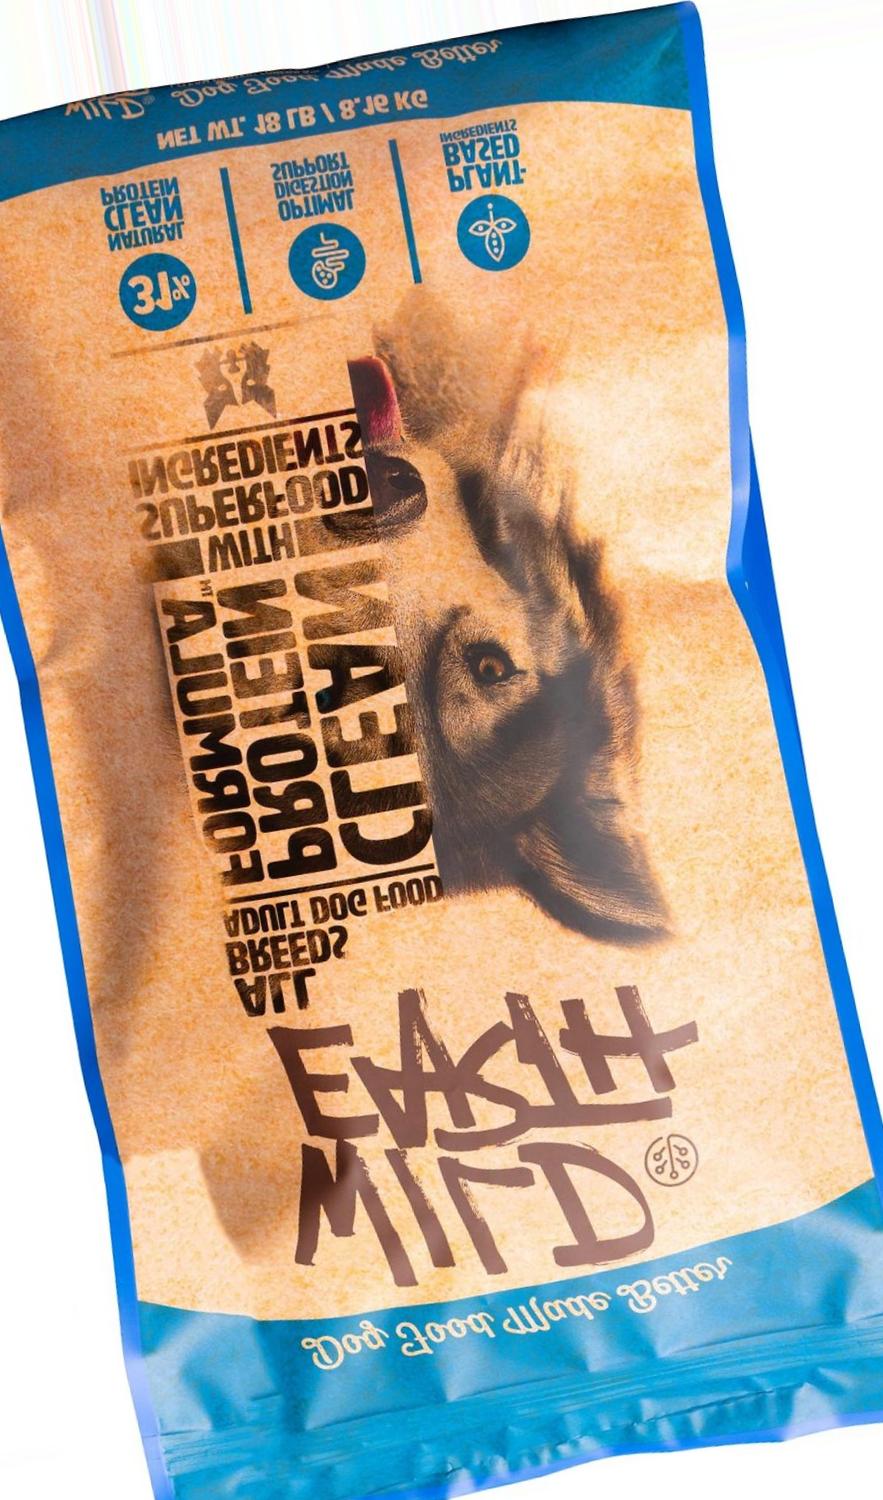 Dog Food Made Better
WILD
EARTH
ALL
BREEDS
ADULT DOG FOOD
CLEAN
PROTEIN
FORMULA™
WITH
SUPERFOOD
INGREDIENTS
31%
NATURAL
CLEAN
PROTEIN
OPTIMAL
DIGESTION
SUPPORT
PLANT-
BASED
INGREDIENTS
NET WT. 18 LB / 8.16 KG
WILD® Dog Food Made Better